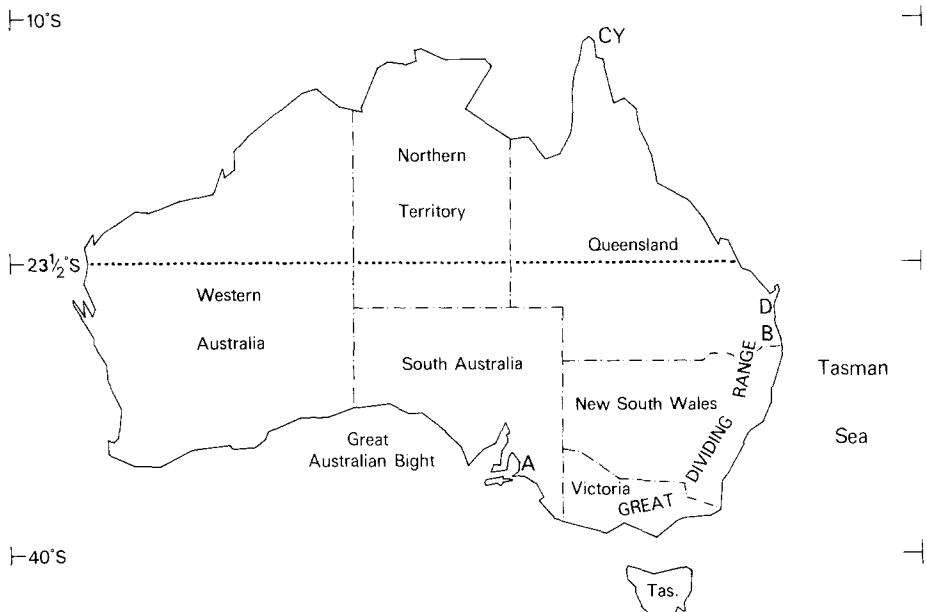 10°S
CY
Northern
Territory
Queensland
23½°S
Western
Australia
D
B
South Australia
RANGE
Tasman
Sea
New South Wales
DIVIDING
Great
Australian Bight
A
Victoria
GREAT
40°S
Tas.